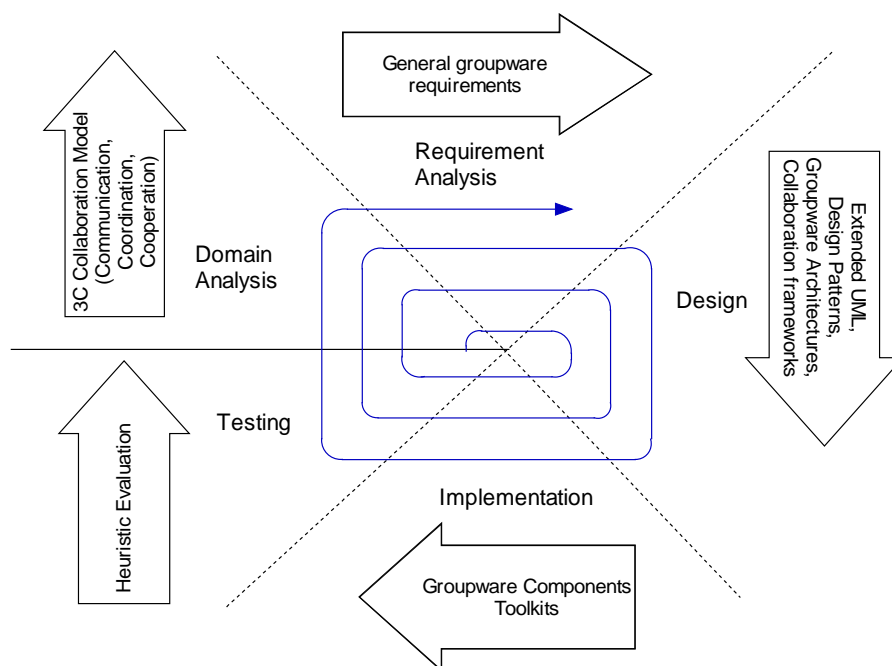 General groupware
requirements
Requirement
Analysis
3C Collaboration Model
(Communication,
Coordination,
Cooperation)
Domain
Analysis
Design
Extended UML,
Design Patterns,
Groupware Architectures,
Collaboration frameworks
Testing
Heuristic Evaluation
Implementation
Groupware Components
Toolkits